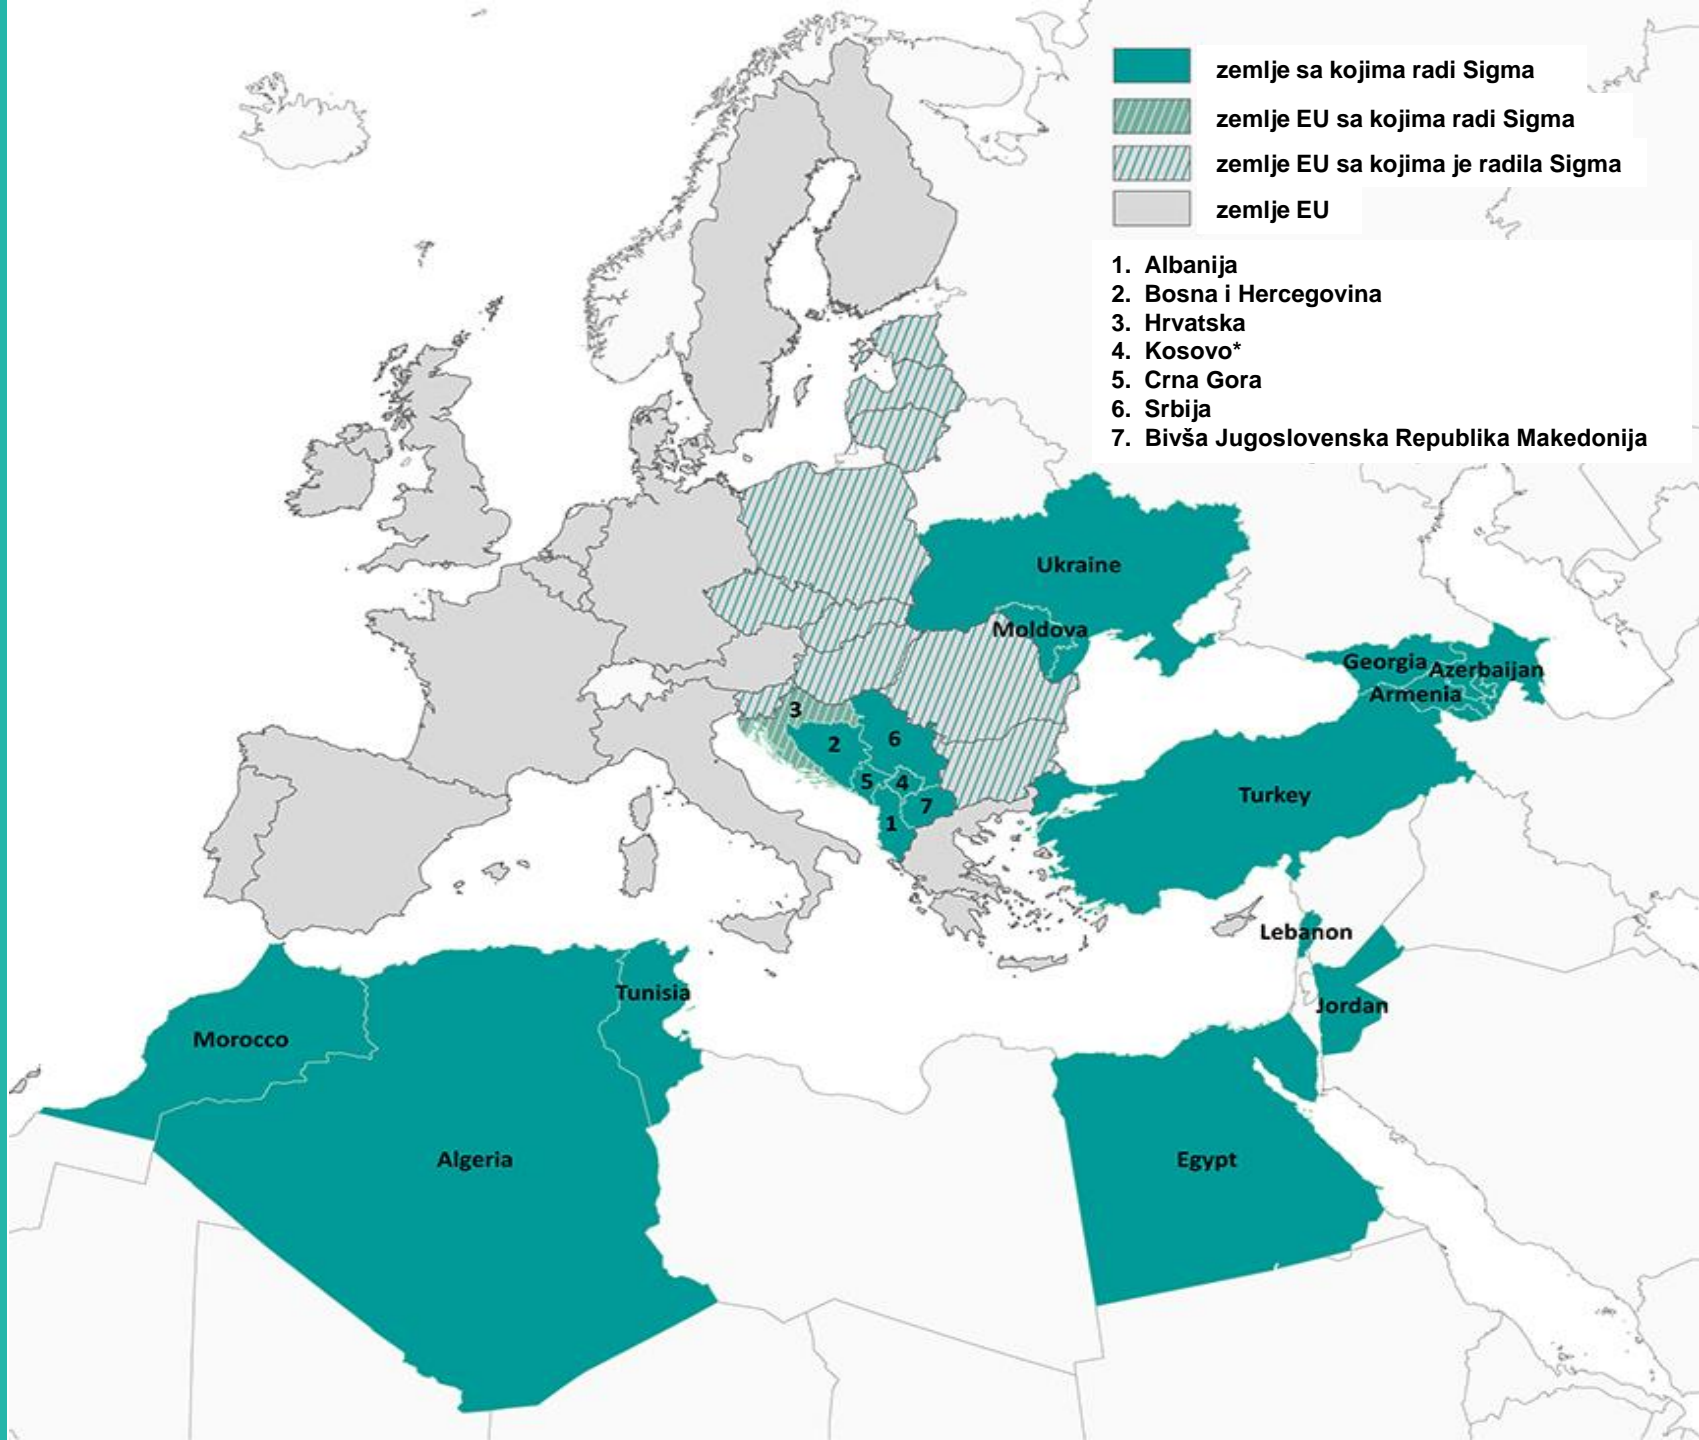 zemlje sa kojima radi Sigma
zemlje EU sa kojima radi Sigma
zemlje EU sa kojima je radila Sigma
zemlje EU
1. Albanija
2. Bosna i Hercegovina
3. Hrvatska
4. Kosovo*
5. Crna Gora
6. Srbija
7. Bivša Jugoslovenska Republika Makedonija
Ukraine
Moldova
Georgia
Azerbaijan
Armenia
3
2
6
5
4
7
1
Turkey
Lebanon
Jordan
Tunisia
Morocco
Algeria
Egypt